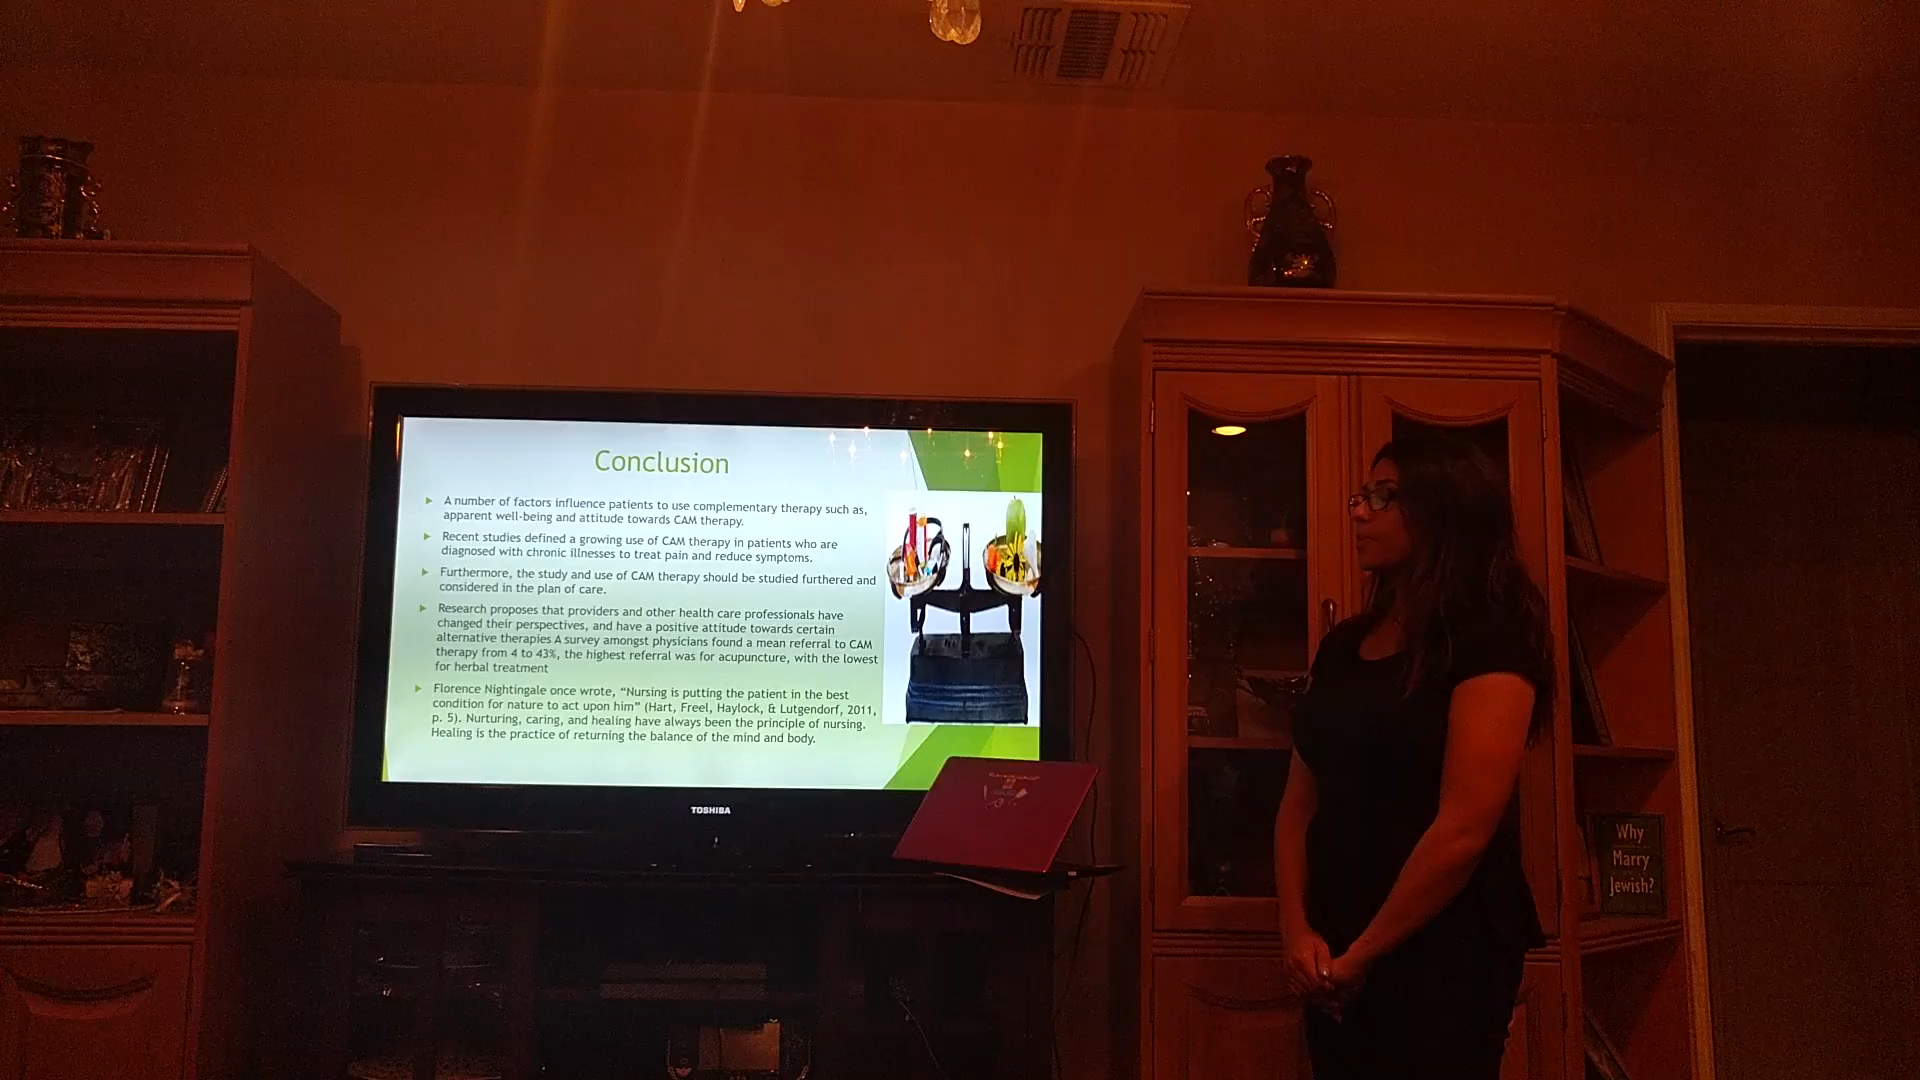 Conclusion
A number of factors influence patients to use complementary therapy such as,
apparent well-being and attitude towards CAM therapy.
Recent studies defined a growing use of CAM therapy in patients who are
diagnosed with chronic illnesses to treat pain and reduce symptoms.
Furthermore, the study and use of CAM therapy should be studied furthered and
considered in the plan of care.
Research proposes that providers and other health care professionals have
changed their perspectives, and have a positive attitude towards certain
alternative therapies A survey amongst physicians found a mean referral to CAM
therapy from 4 to 43%, the highest referral was for acupuncture, with the lowest
for herbal treatment
Florence Nightingale once wrote, “Nursing is putting the patient in the best
condition for nature to act upon him” (Hart, Freel, Haylock, & Lutgendorf, 2011,
p. 5). Nurturing, caring, and healing have always been the principle of nursing.
Healing is the practice of returning the balance of the mind and body.
TOSHIBA
Why
Marry
Jewish?